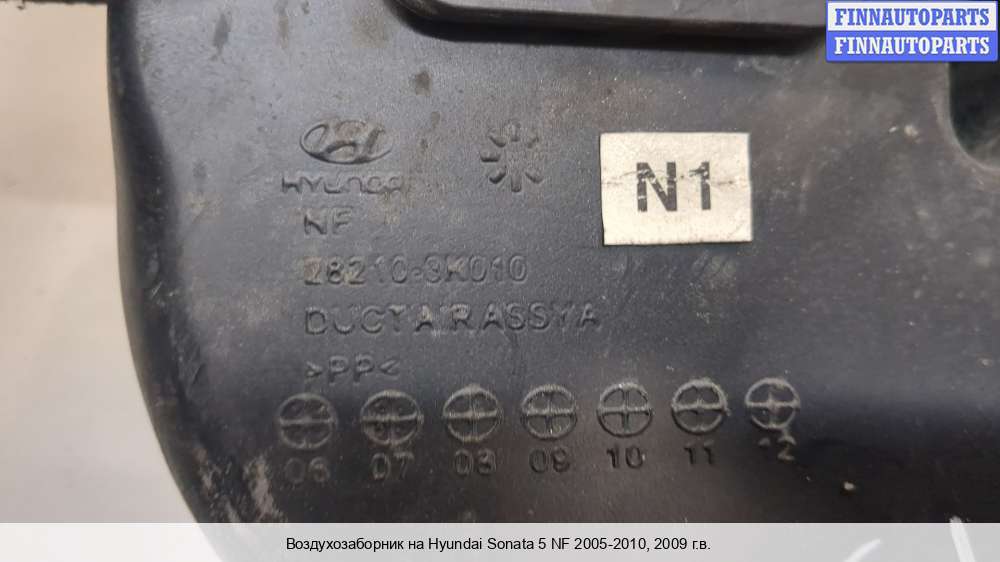 FINNAUTOPARTS
FINNAUTOPARTS
HYUNDAI
N1
NF
28210-3K010
DUCT AIR ASSY A
>PP<
06 07 08 09 10 11 12
Воздухозаборник на Hyundai Sonata 5 NF 2005-2010, 2009 г.в.